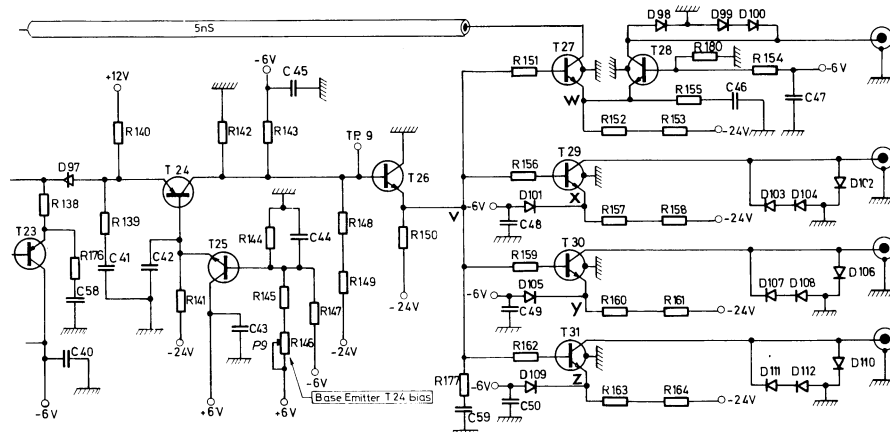 5nS
D98
D99
D100
T27
T28
R180
R151
R154
-6V
+12V
-6V
C45
W
R155
C46
C47
R140
R142
R143
TP. 9
R152
R153
-24V
T29
D97
T24
T26
R156
D102
R138
X
D103
D104
-6V
D101
V
R139
R148
C48
R157
R158
-24V
T23
T25
R144
C44
R150
T30
R176
C41
C42
R159
D106
R149
D107
D108
C58
R145
-6V
D105
Y
R141
R147
-24V
C49
R160
R161
-24V
C43
-24V
T31
P9
R146
-24V
R162
C40
D110
-6V
R177
-6V
D109
Z
D111
D112
Base Emitter T24 bias
C50
R163
R164
-24V
-6V
+6V
+6V
C59